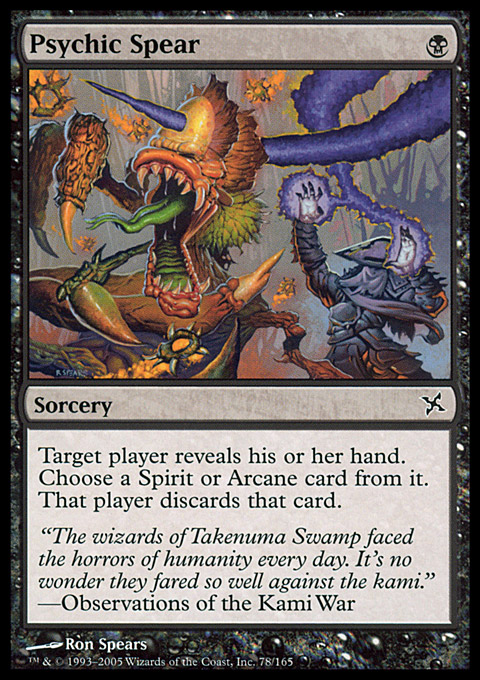 Psychic Spear
R. SPEARS
Sorcery
Target player reveals his or her hand.
Choose a Spirit or Arcane card from it.
That player discards that card.
“The wizards of Takenuma Swamp faced
the horrors of humanity every day. It’s no
wonder they fared so well against the kami.”
—Observations of the Kami War
Ron Spears
™ & © 1993–2005 Wizards of the Coast, Inc. 78/165